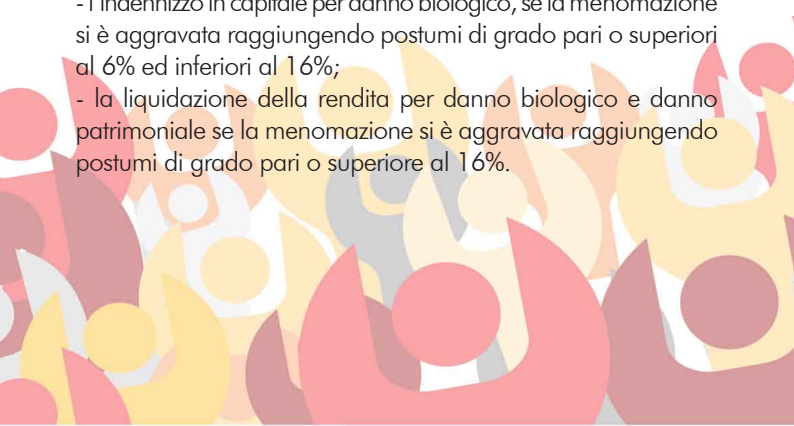 - l'indennizzo in capitale per danno biologico, se la menomazione
si è aggravata raggiungendo postumi di grado pari o superiori
al 6% ed inferiori al 16%;
- la liquidazione della rendita per danno biologico e danno
patrimoniale se la menomazione si è aggravata raggiungendo
postumi di grado pari o superiore al 16%.